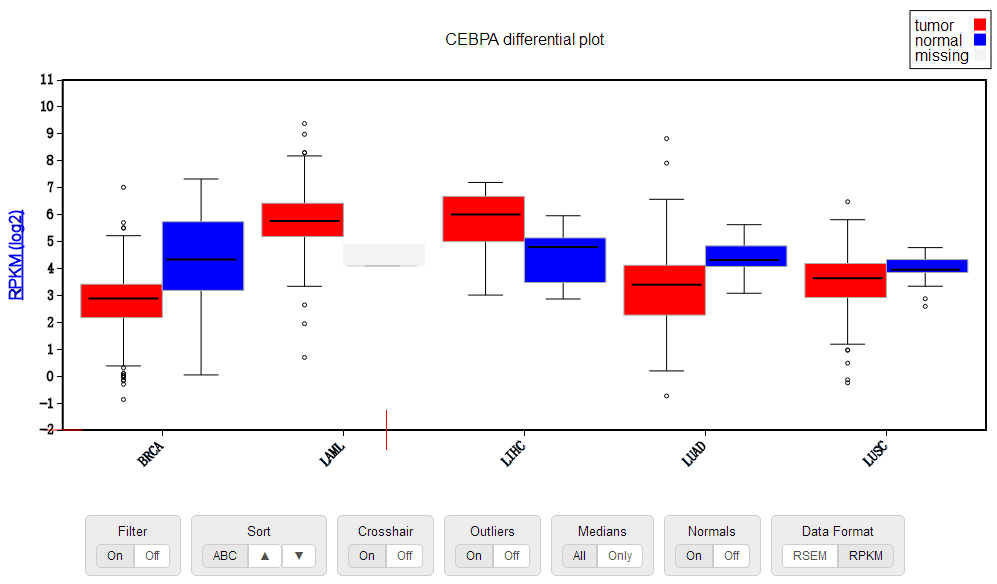 CEBPA differential plot
tumor
normal
missing
RPKM (log2)
11
10
9
8
7
6
5
4
3
2
1
0
-1
-2
BRCA
LAML
LIHC
LUAD
LUSC
Filter
On Off
Sort
ABC ▲ ▼
Crosshair
On Off
Outliers
On Off
Medians
All Only
Normals
On Off
Data Format
RSEM RPKM